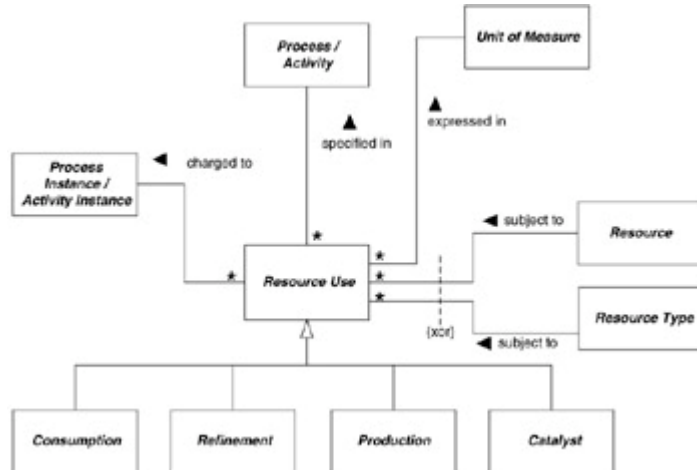 Process /
Activity
Unit of Measure
specified in
expressed in
charged to
Process
Instance /
Activity Instance
*
*
Resource Use
*
*
*
subject to
Resource
Resource Type
{xor}
subject to
Consumption
Refinement
Production
Catalyst